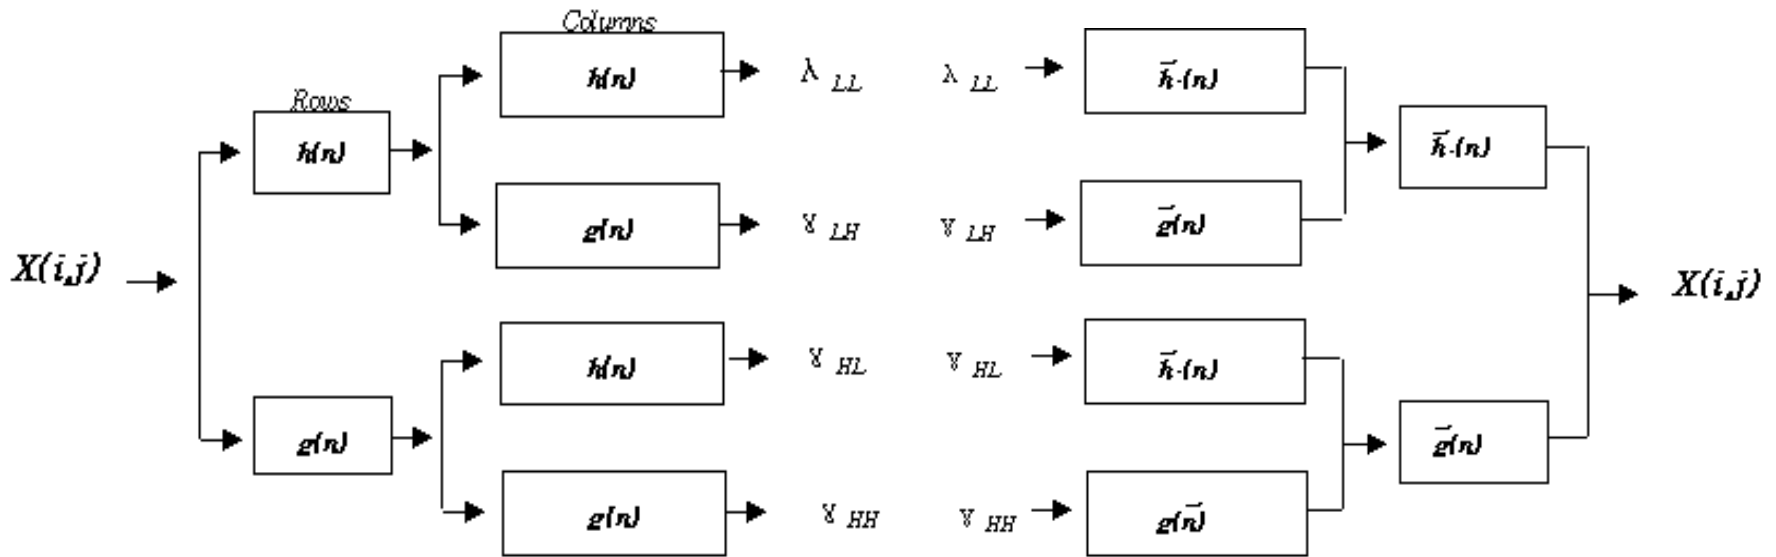 Columns
h(n)
λ LL
λ LL
h̃·(n)
Rows
h(n)
h̃·(n)
g(n)
γ LH
γ LH
g̃(n)
X(i,j)
X(i,j)
h(n)
γ HL
γ HL
h̃·(n)
g(n)
g̃(n)
g(n)
γ HH
γ HH
g(ñ)